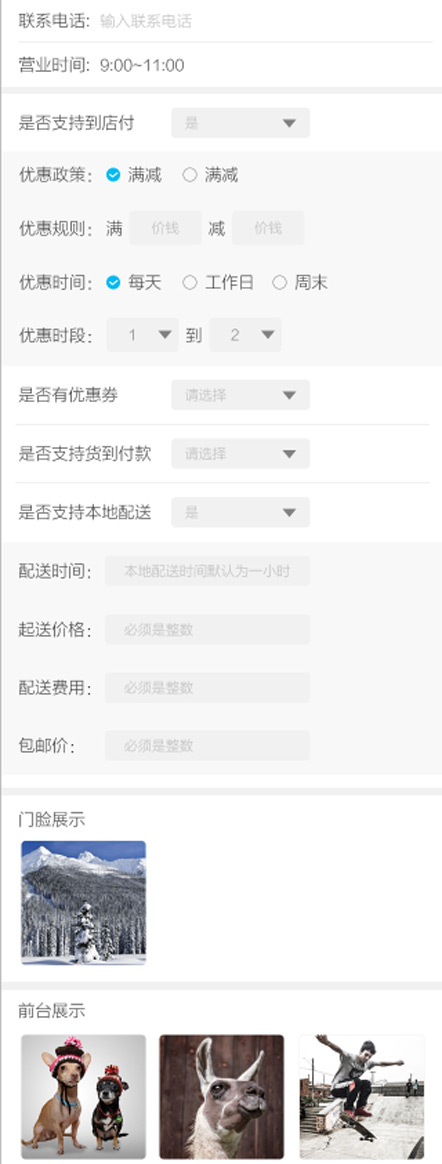 联系电话: 输入联系电话
营业时间: 9:00~11:00
是否支持到店付 是
优惠政策: 满减 满减
优惠规则: 满 价钱 减 价钱
优惠时间: 每天 工作日 周末
优惠时段: 1 到 2
是否有优惠券 请选择
是否支持货到付款 请选择
是否支持本地配送 是
配送时间: 本地配送时间默认为一小时
起送价格: 必须是整数
配送费用: 必须是整数
包邮价: 必须是整数
门脸展示
前台展示